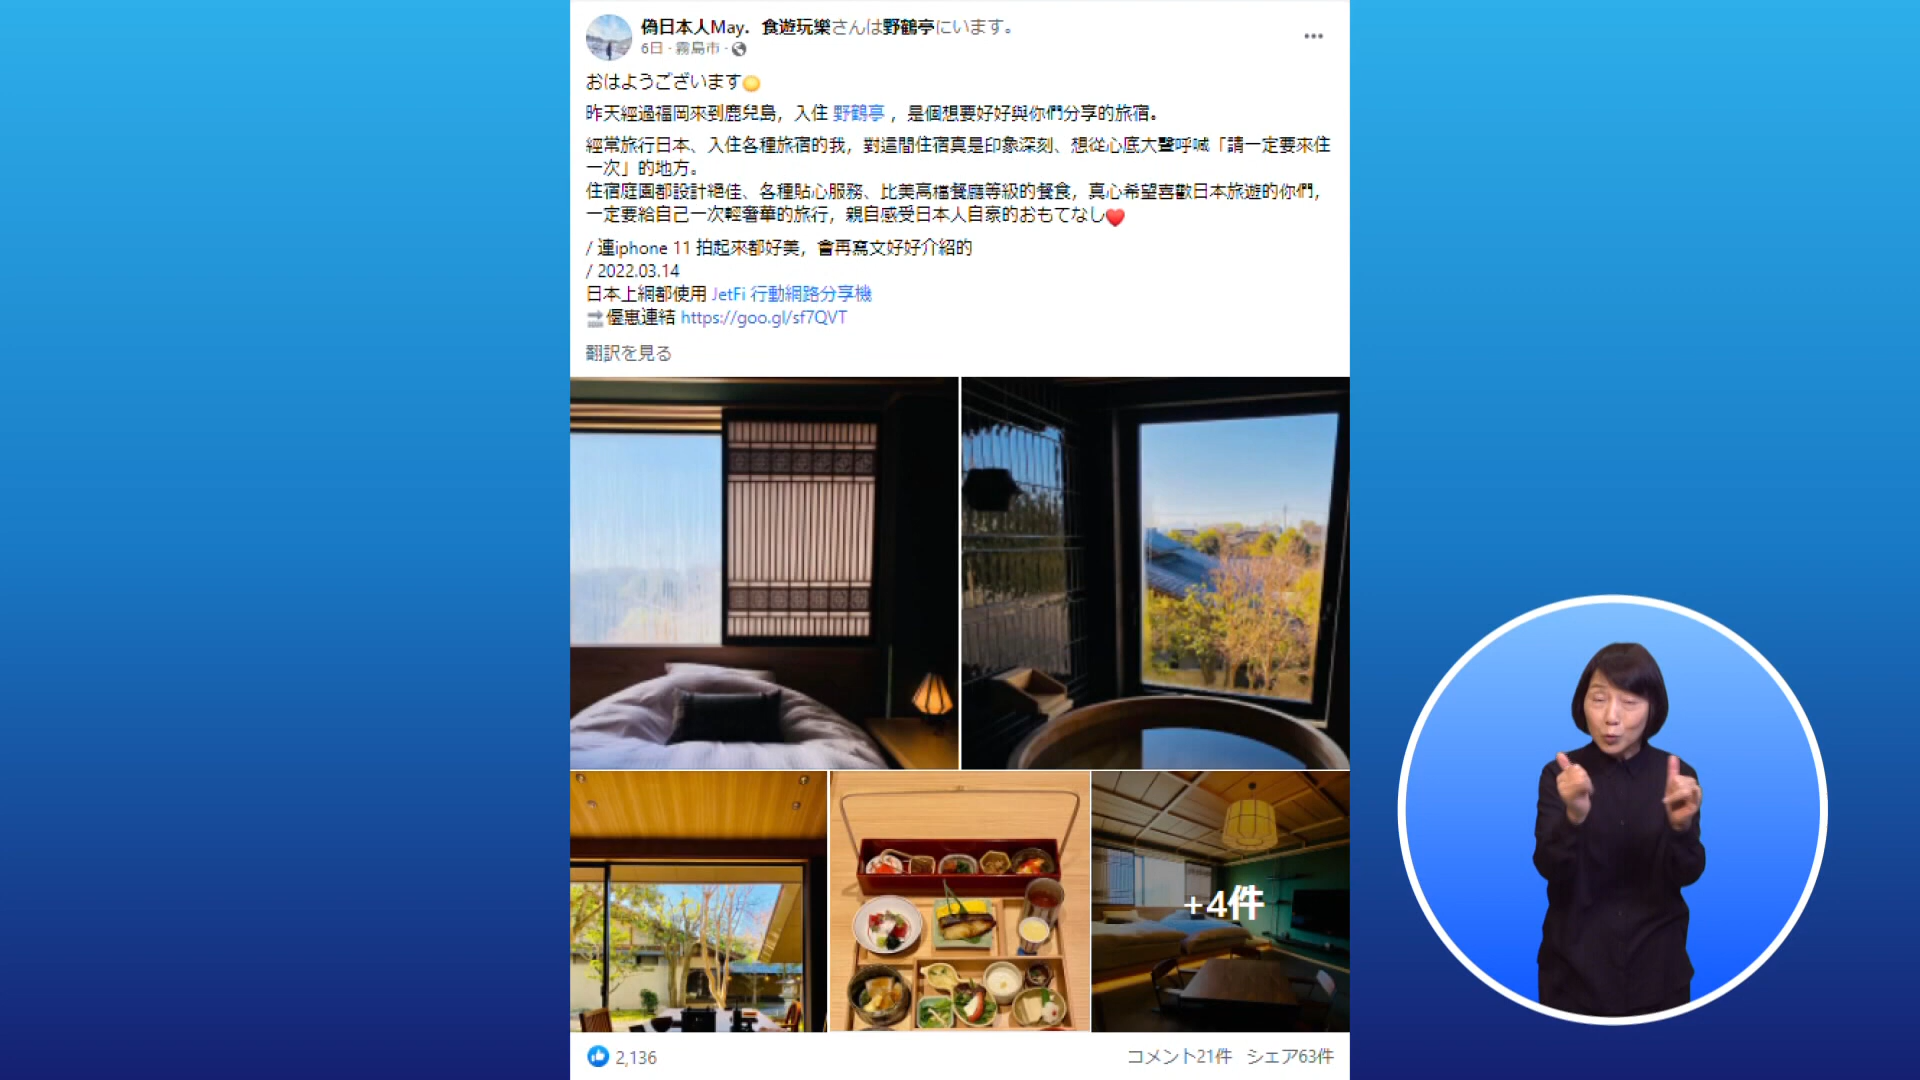 偽日本人May．食遊玩樂さんは野鶴亭にいます。
6日 · 霧島市 ·
おはようございます
昨天經過福岡來到鹿兒島，入住 野鶴亭 ，是個想要好好與你們分享的旅宿。
經常旅行日本、入住各種旅宿的我，對這間住宿真是印象深刻、想從心底大聲呼喊「請一定要來住
一次」的地方。
住宿庭園都設計絕佳、各種貼心服務、比美高檔餐廳等級的餐食，真心希望喜歡日本旅遊的你們，
一定要給自己一次輕奢華的旅行，親自感受日本人自豪的おもてなし
/ 連iphone 11 拍起來都好美，會再寫文好好介紹的
/ 2022.03.14
日本上網都使用 JetFi 行動網路分享機
優惠連結 https://goo.gl/sf7QVT
翻訳を見る
+4件
2,136
コメント21件 シェア63件